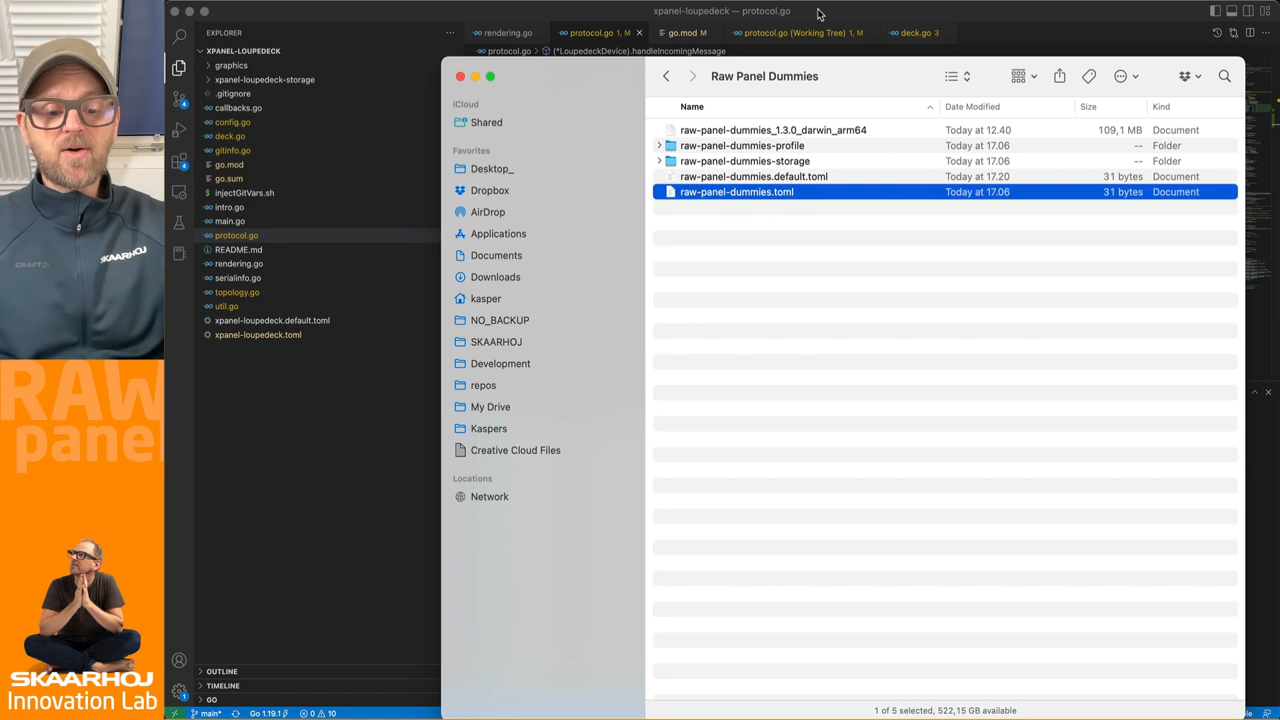 xpanel-loupedeck — protocol.go
EXPLORER
rendering.go
protocol.go 1, M
go.mod M
protocol.go (Working Tree) 1, M
deck.go 3
XPANEL-LOUPEDECK
protocol.go
(*LoupedeckDevice).handleIncomingMessage
graphics
xpanel-loupedeck-storage
.gitignore
callbacks.go
config.go
deck.go
gitinfo.go
go.mod
go.sum
injectGitVars.sh
intro.go
main.go
protocol.go
README.md
rendering.go
serialinfo.go
topology.go
util.go
xpanel-loupedeck.default.toml
xpanel-loupedeck.toml
OUTLINE
TIMELINE
GO
4
4
1
main*
Go 1.19.1
0
10
Raw Panel Dummies
iCloud
Shared
Favorites
Desktop_
Dropbox
AirDrop
Applications
Documents
Downloads
kasper
NO_BACKUP
SKAARHOJ
Development
repos
My Drive
Kaspers
Creative Cloud Files
Locations
Network
Name
Date Modified
Size
Kind
raw-panel-dummies_1.3.0_darwin_arm64 Today at 12.40 109,1 MB Document
raw-panel-dummies-profile Today at 17.06 -- Folder
raw-panel-dummies-storage Today at 17.06 -- Folder
raw-panel-dummies.default.toml Today at 17.20 31 bytes Document
raw-panel-dummies.toml Today at 17.06 31 bytes Document
1 of 5 selected, 522,15 GB available
CRAFT
SKAARHOJ
RAW
panel
SKAARHOJ
Innovation Lab